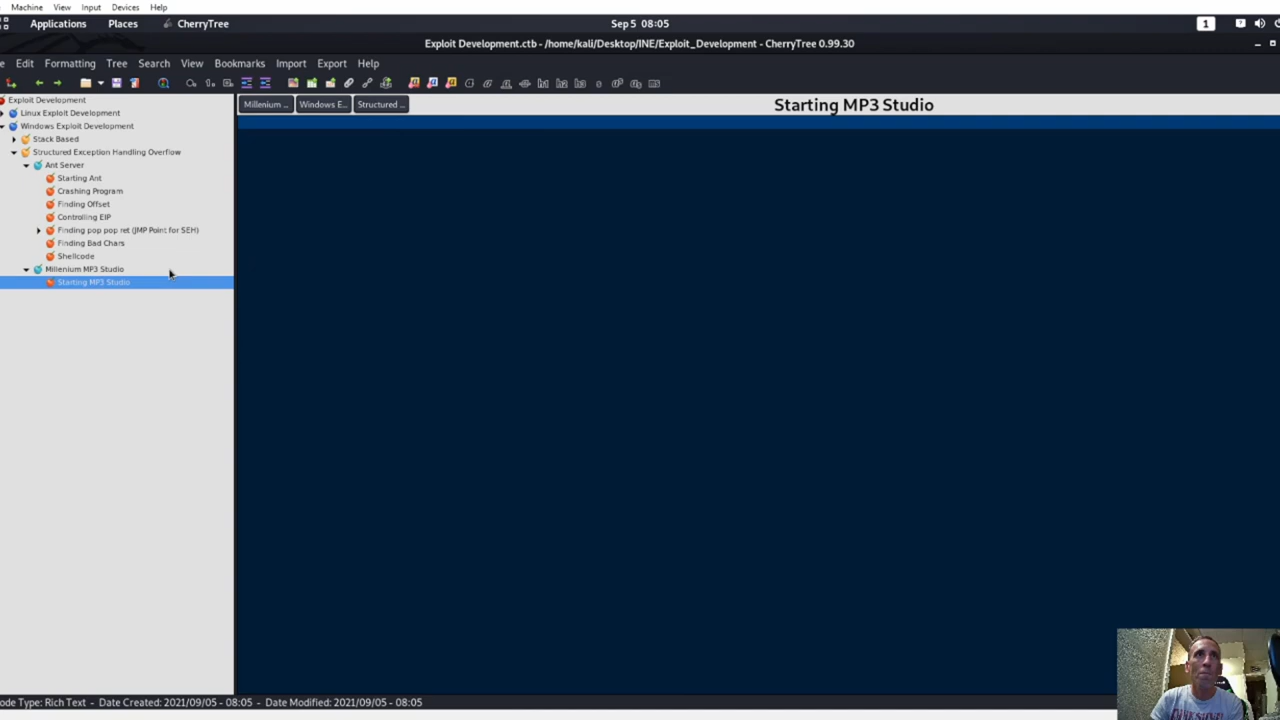 Machine View Input Devices Help
Applications Places CherryTree Sep 5 08:05 1
Exploit Development.ctb - /home/kali/Desktop/INE/Exploit_Development - CherryTree 0.99.30
Edit Formatting Tree Search View Bookmarks Import Export Help
Exploit Development
Linux Exploit Development
Windows Exploit Development
Stack Based
Structured Exception Handling Overflow
Ant Server
Starting Ant
Crashing Program
Finding Offset
Controlling EIP
Finding pop pop ret (JMP Point for SEH)
Finding Bad Chars
Shellcode
Millenium MP3 Studio
Starting MP3 Studio
Millenium ... Windows E... Structured ...
Starting MP3 Studio
ode Type: Rich Text - Date Created: 2021/09/05 - 08:05 - Date Modified: 2021/09/05 - 08:05